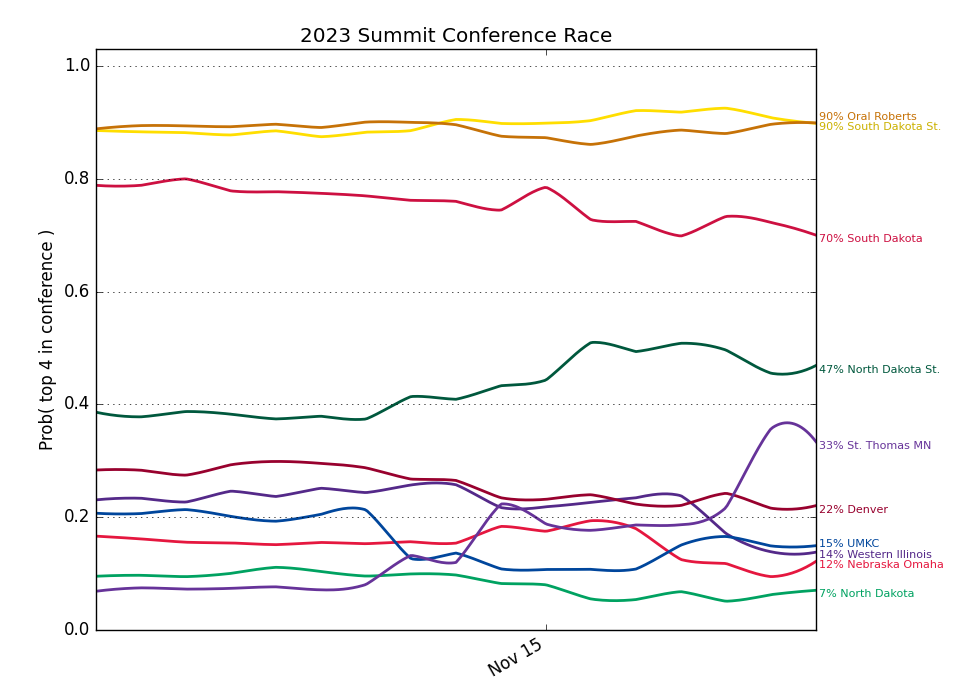 2023 Summit Conference Race
Prob( top 4 in conference )
1.0
0.8
0.6
0.4
0.2
0.0
Nov 15
90% Oral Roberts
90% South Dakota St.
70% South Dakota
47% North Dakota St.
33% St. Thomas MN
22% Denver
15% UMKC
14% Western Illinois
12% Nebraska Omaha
7% North Dakota